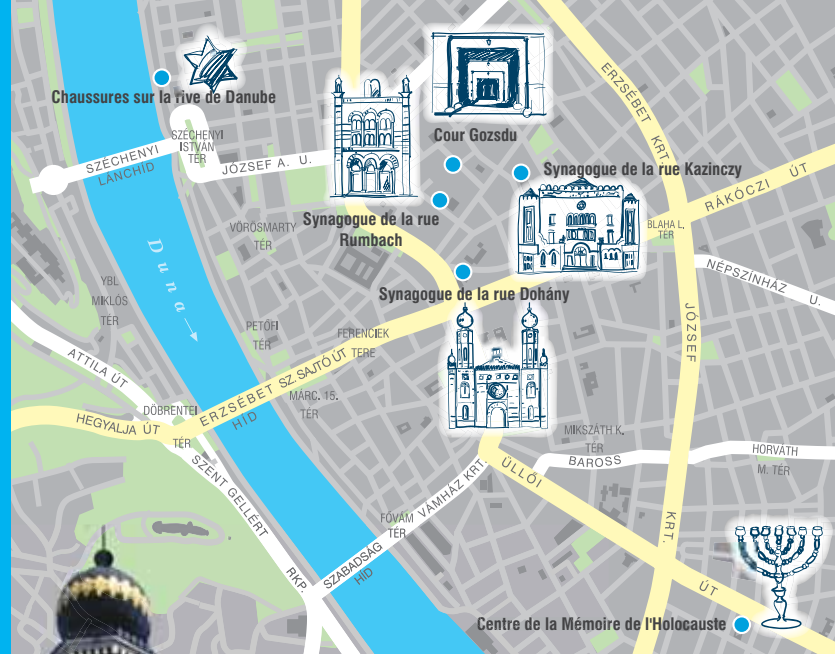 Chaussures sur la rive de Danube
Cour Gozsdu
Synagogue de la rue Kazinczy
Synagogue de la rue
Rumbach
Synagogue de la rue Dohány
Centre de la Mémoire de l'Holocauste
SZÉCHENYI
ISTVÁN
TÉR
SZÉCHENYI
LÁNCHÍD
JÓZSEF A. U.
ERZSÉBET KRT.
RÁKÓCZI ÚT
BLAHA L.
TÉR
NÉPSZÍNHÁZ U.
VÖRÖSMARTY
TÉR
Duna
YBL
MIKLÓS
TÉR
PETŐFI
TÉR
FERENCIEK
TERE
SZ. SAJTÓ ÚT
ERZSÉBET
HÍD
MÁRC. 15.
TÉR
ATTILA ÚT
DÖBRENTEI
TÉR
HEGYALJA ÚT
SZENT GELLÉRT
RKP.
JÓZSEF
KRT.
MIKSZÁTH K.
TÉR
BAROSS
HORVÁTH
M. TÉR
ÜLLŐI
ÚT
VÁMHÁZ KRT.
FŐVÁM
TÉR
SZABADSÁG
HÍD